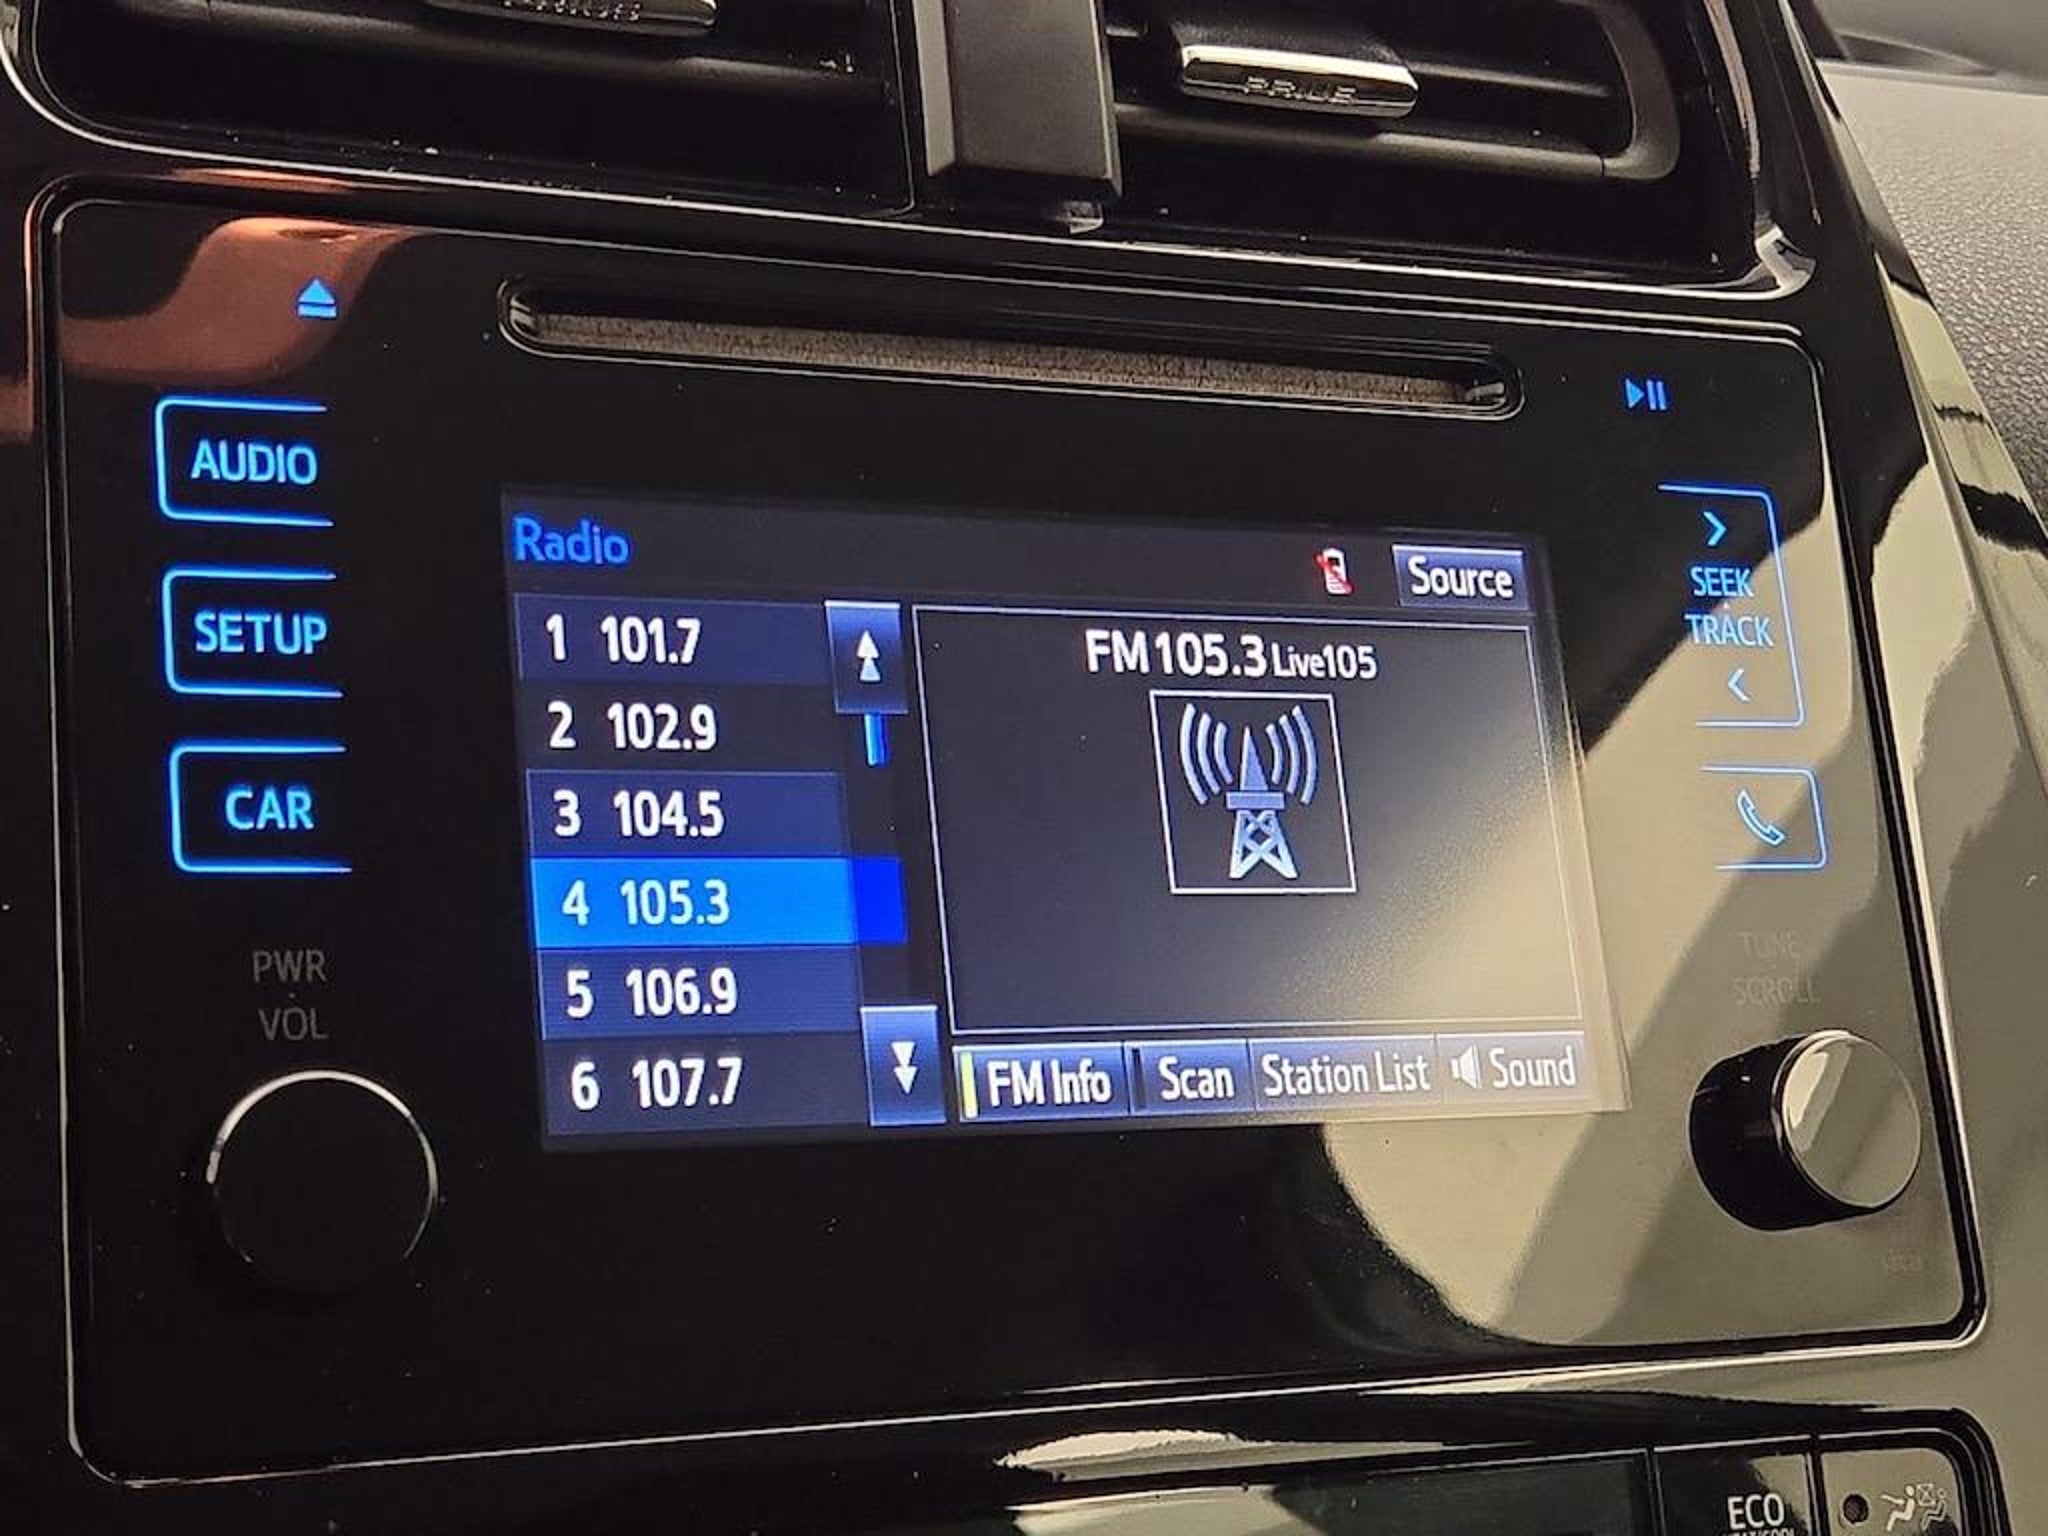 AUDIO
SETUP
CAR
PWR
VOL
Radio
Source
1 101.7
2 102.9
3 104.5
4 105.3
5 106.9
6 107.7
FM 105.3 Live105
FM Info
Scan
Station List
Sound
SEEK
TRACK
TUNE
SCROLL
ECO